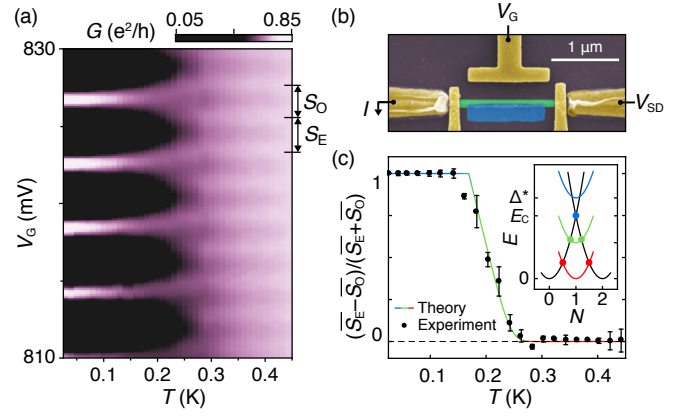 (a)
G (e²/h)
0.05
0.85
830
V_G (mV)
810
S_O
S_E
0.1
0.2
0.3
0.4
T (K)
(b)
V_G
1 μm
I
V_SD
(c)
(S̅_E−S̅_O)/(S̅_E+S̅_O)
1
0
Theory
Experiment
0.1
0.2
0.3
0.4
T (K)
E
Δ*
E_C
0
0
1
2
N